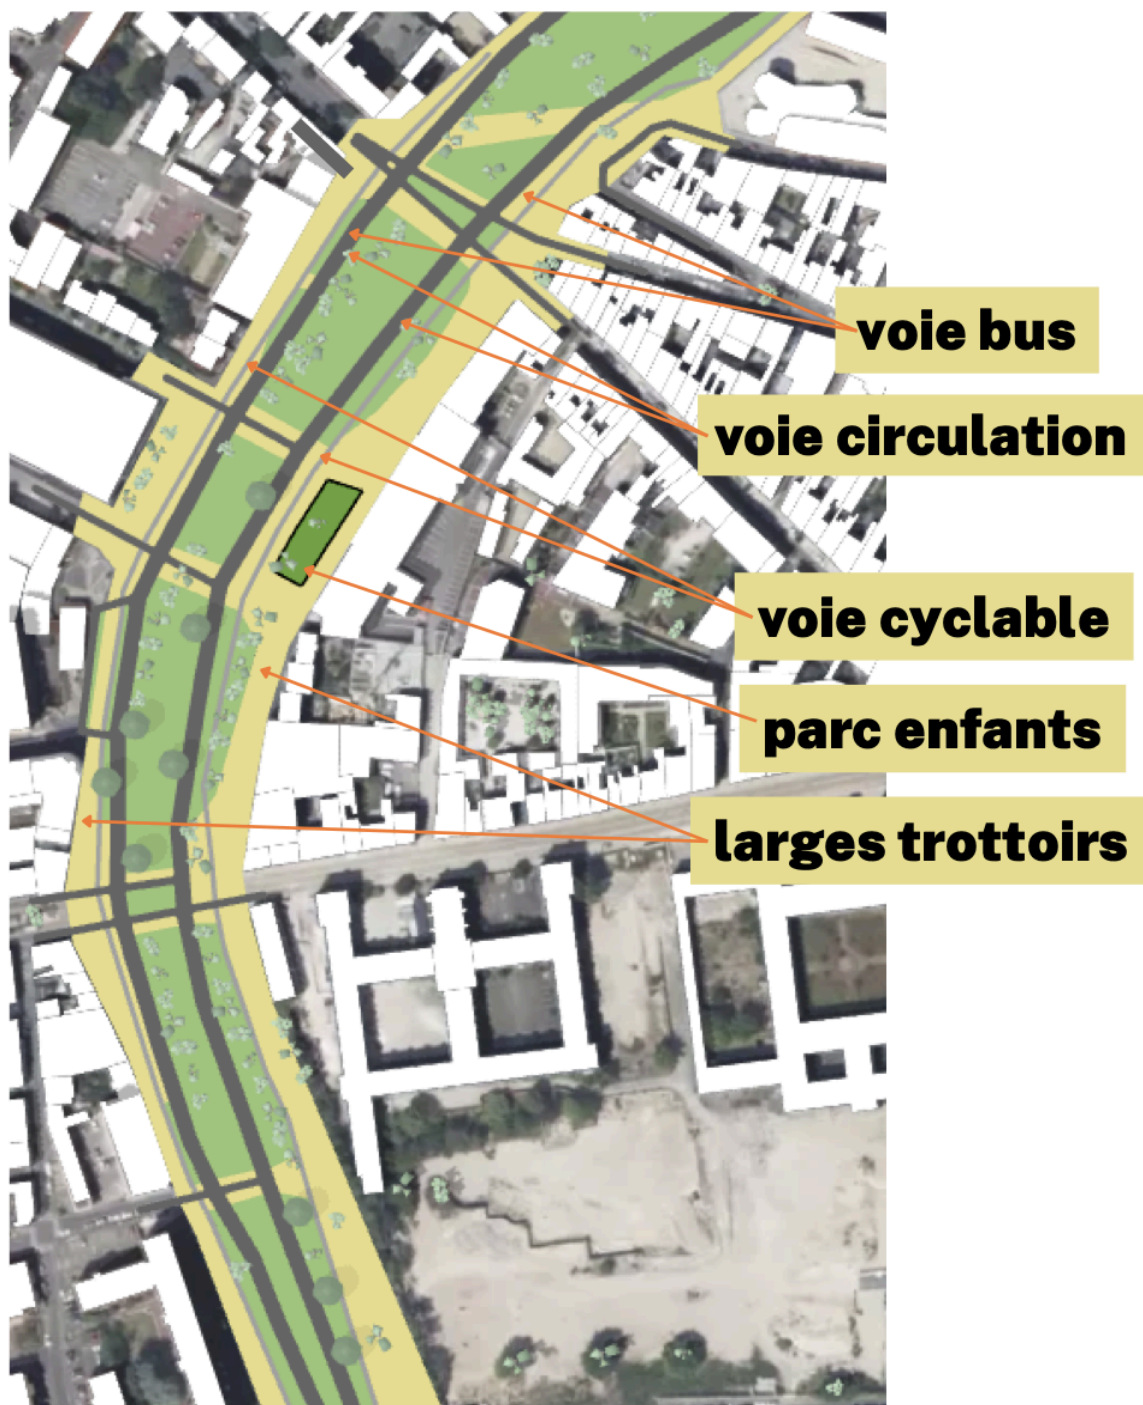 voie bus
voie circulation
voie cyclable
parc enfants
larges trottoirs